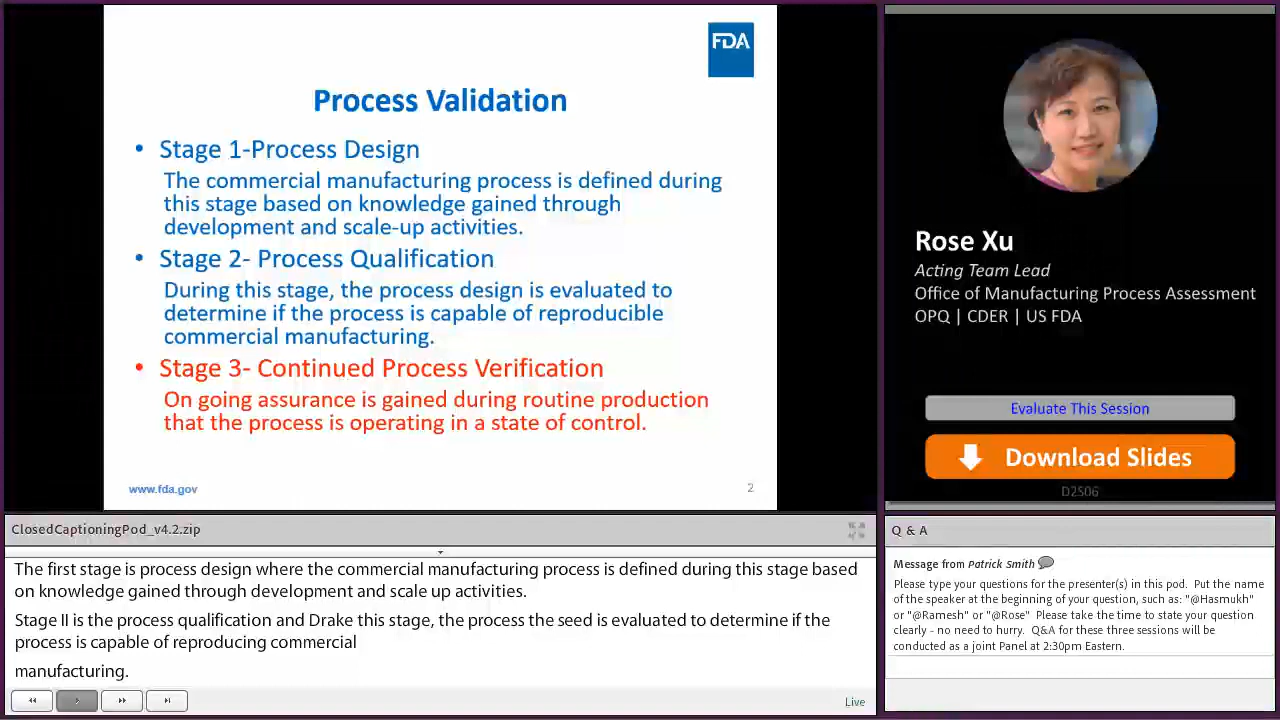 FDA
Process Validation
• Stage 1-Process Design
The commercial manufacturing process is defined during
this stage based on knowledge gained through
development and scale-up activities.
• Stage 2- Process Qualification
During this stage, the process design is evaluated to
determine if the process is capable of reproducible
commercial manufacturing.
• Stage 3- Continued Process Verification
On going assurance is gained during routine production
that the process is operating in a state of control.
www.fda.gov
2
Rose Xu
Acting Team Lead
Office of Manufacturing Process Assessment
OPQ | CDER | US FDA
Evaluate This Session
Download Slides
D2S06
ClosedCaptioningPod_v4.2.zip
The first stage is process design where the commercial manufacturing process is defined during this stage based
on knowledge gained through development and scale up activities.
Stage II is the process qualification and Drake this stage, the process the seed is evaluated to determine if the
process is capable of reproducing commercial
manufacturing.
Live
Q & A
Message from Patrick Smith
Please type your questions for the presenter(s) in this pod. Put the name
of the speaker at the beginning of your question, such as: "@Hasmukh"
or "@Ramesh" or "@Rose" Please take the time to state your question
clearly - no need to hurry. Q&A for these three sessions will be
conducted as a joint Panel at 2:30pm Eastern.